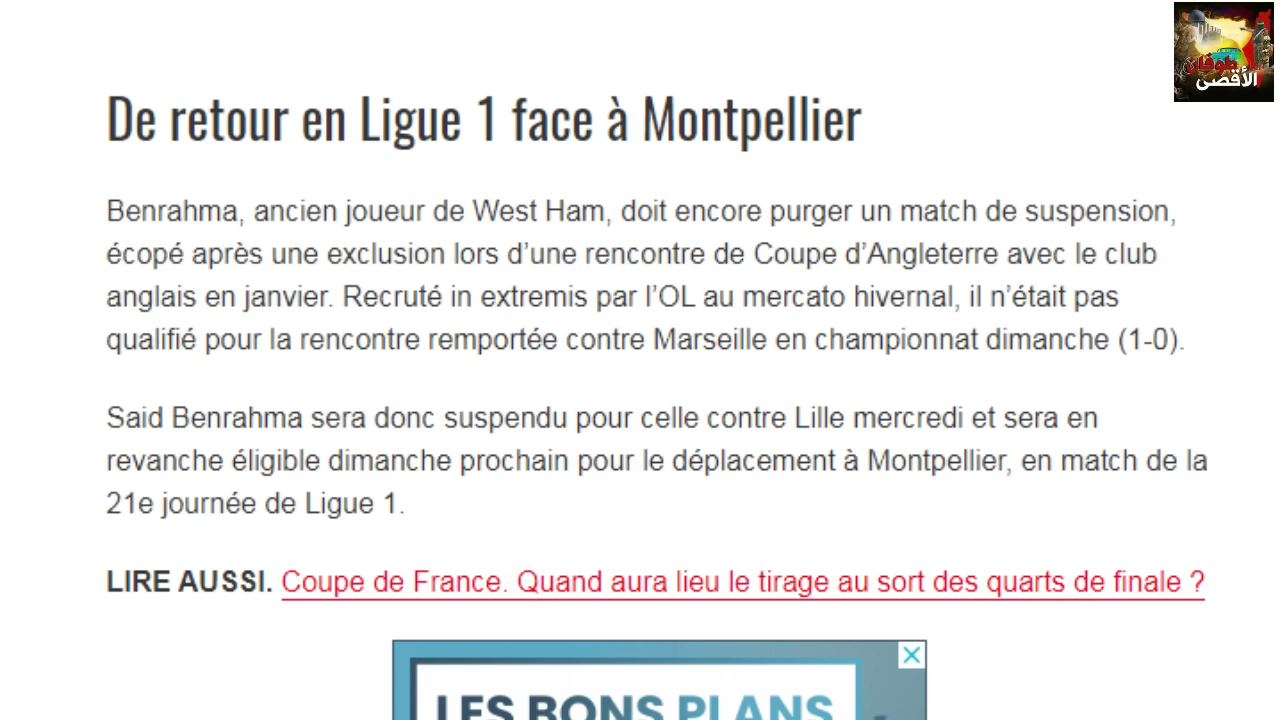 طوفان
الأقصى
De retour en Ligue 1 face à Montpellier
Benrahma, ancien joueur de West Ham, doit encore purger un match de suspension,
écopé après une exclusion lors d’une rencontre de Coupe d’Angleterre avec le club
anglais en janvier. Recruté in extremis par l’OL au mercato hivernal, il n’était pas
qualifié pour la rencontre remportée contre Marseille en championnat dimanche (1-0).
Said Benrahma sera donc suspendu pour celle contre Lille mercredi et sera en
revanche éligible dimanche prochain pour le déplacement à Montpellier, en match de la
21e journée de Ligue 1.
LIRE AUSSI. Coupe de France. Quand aura lieu le tirage au sort des quarts de finale ?
LES BONS PLANS